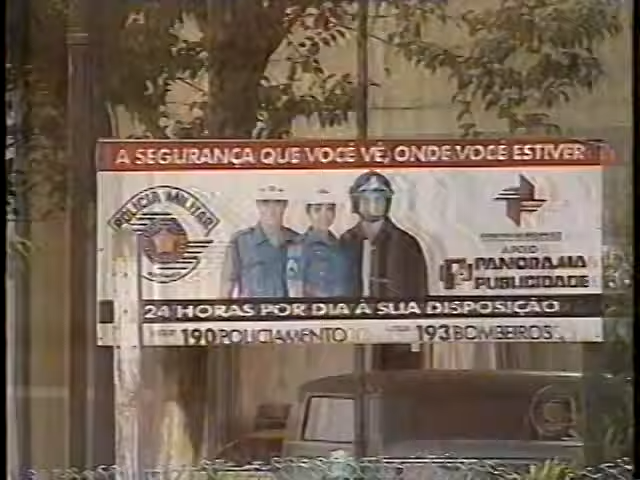 A SEGURANÇA QUE VOCÊ VÊ, ONDE VOCÊ ESTIVER
POLÍCIA MILITAR
APOIO
PANORAMA
PUBLICIDADE
24 HORAS POR DIA À SUA DISPOSIÇÃO
190 POLICIAMENTO 193 BOMBEIROS